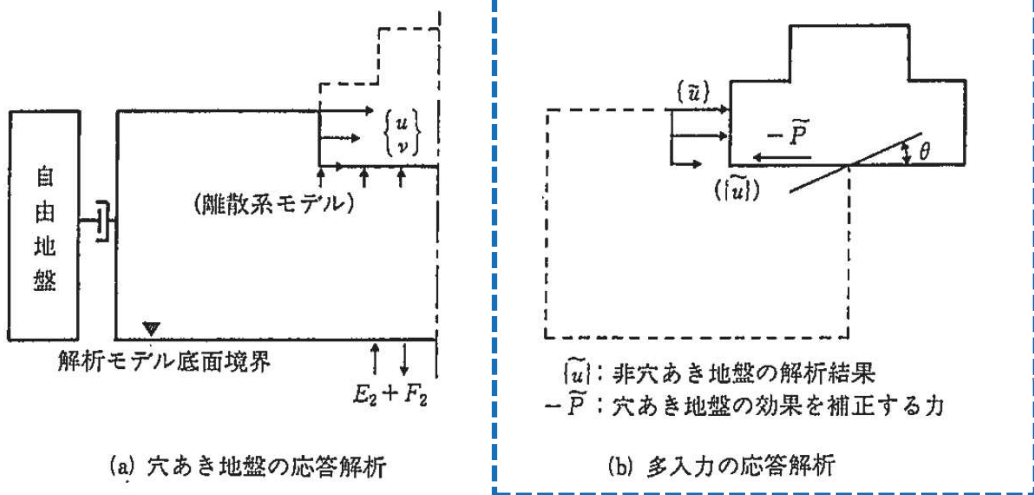 自由地盤
{u
v}
(離散系モデル)
解析モデル底面境界
E₂+F₂
(a) 穴あき地盤の応答解析
{ũ}
−P̃
θ
({ũ})
{ũ}：非穴あき地盤の解析結果
−P̃：穴あき地盤の効果を補正する力
(b) 多入力の応答解析